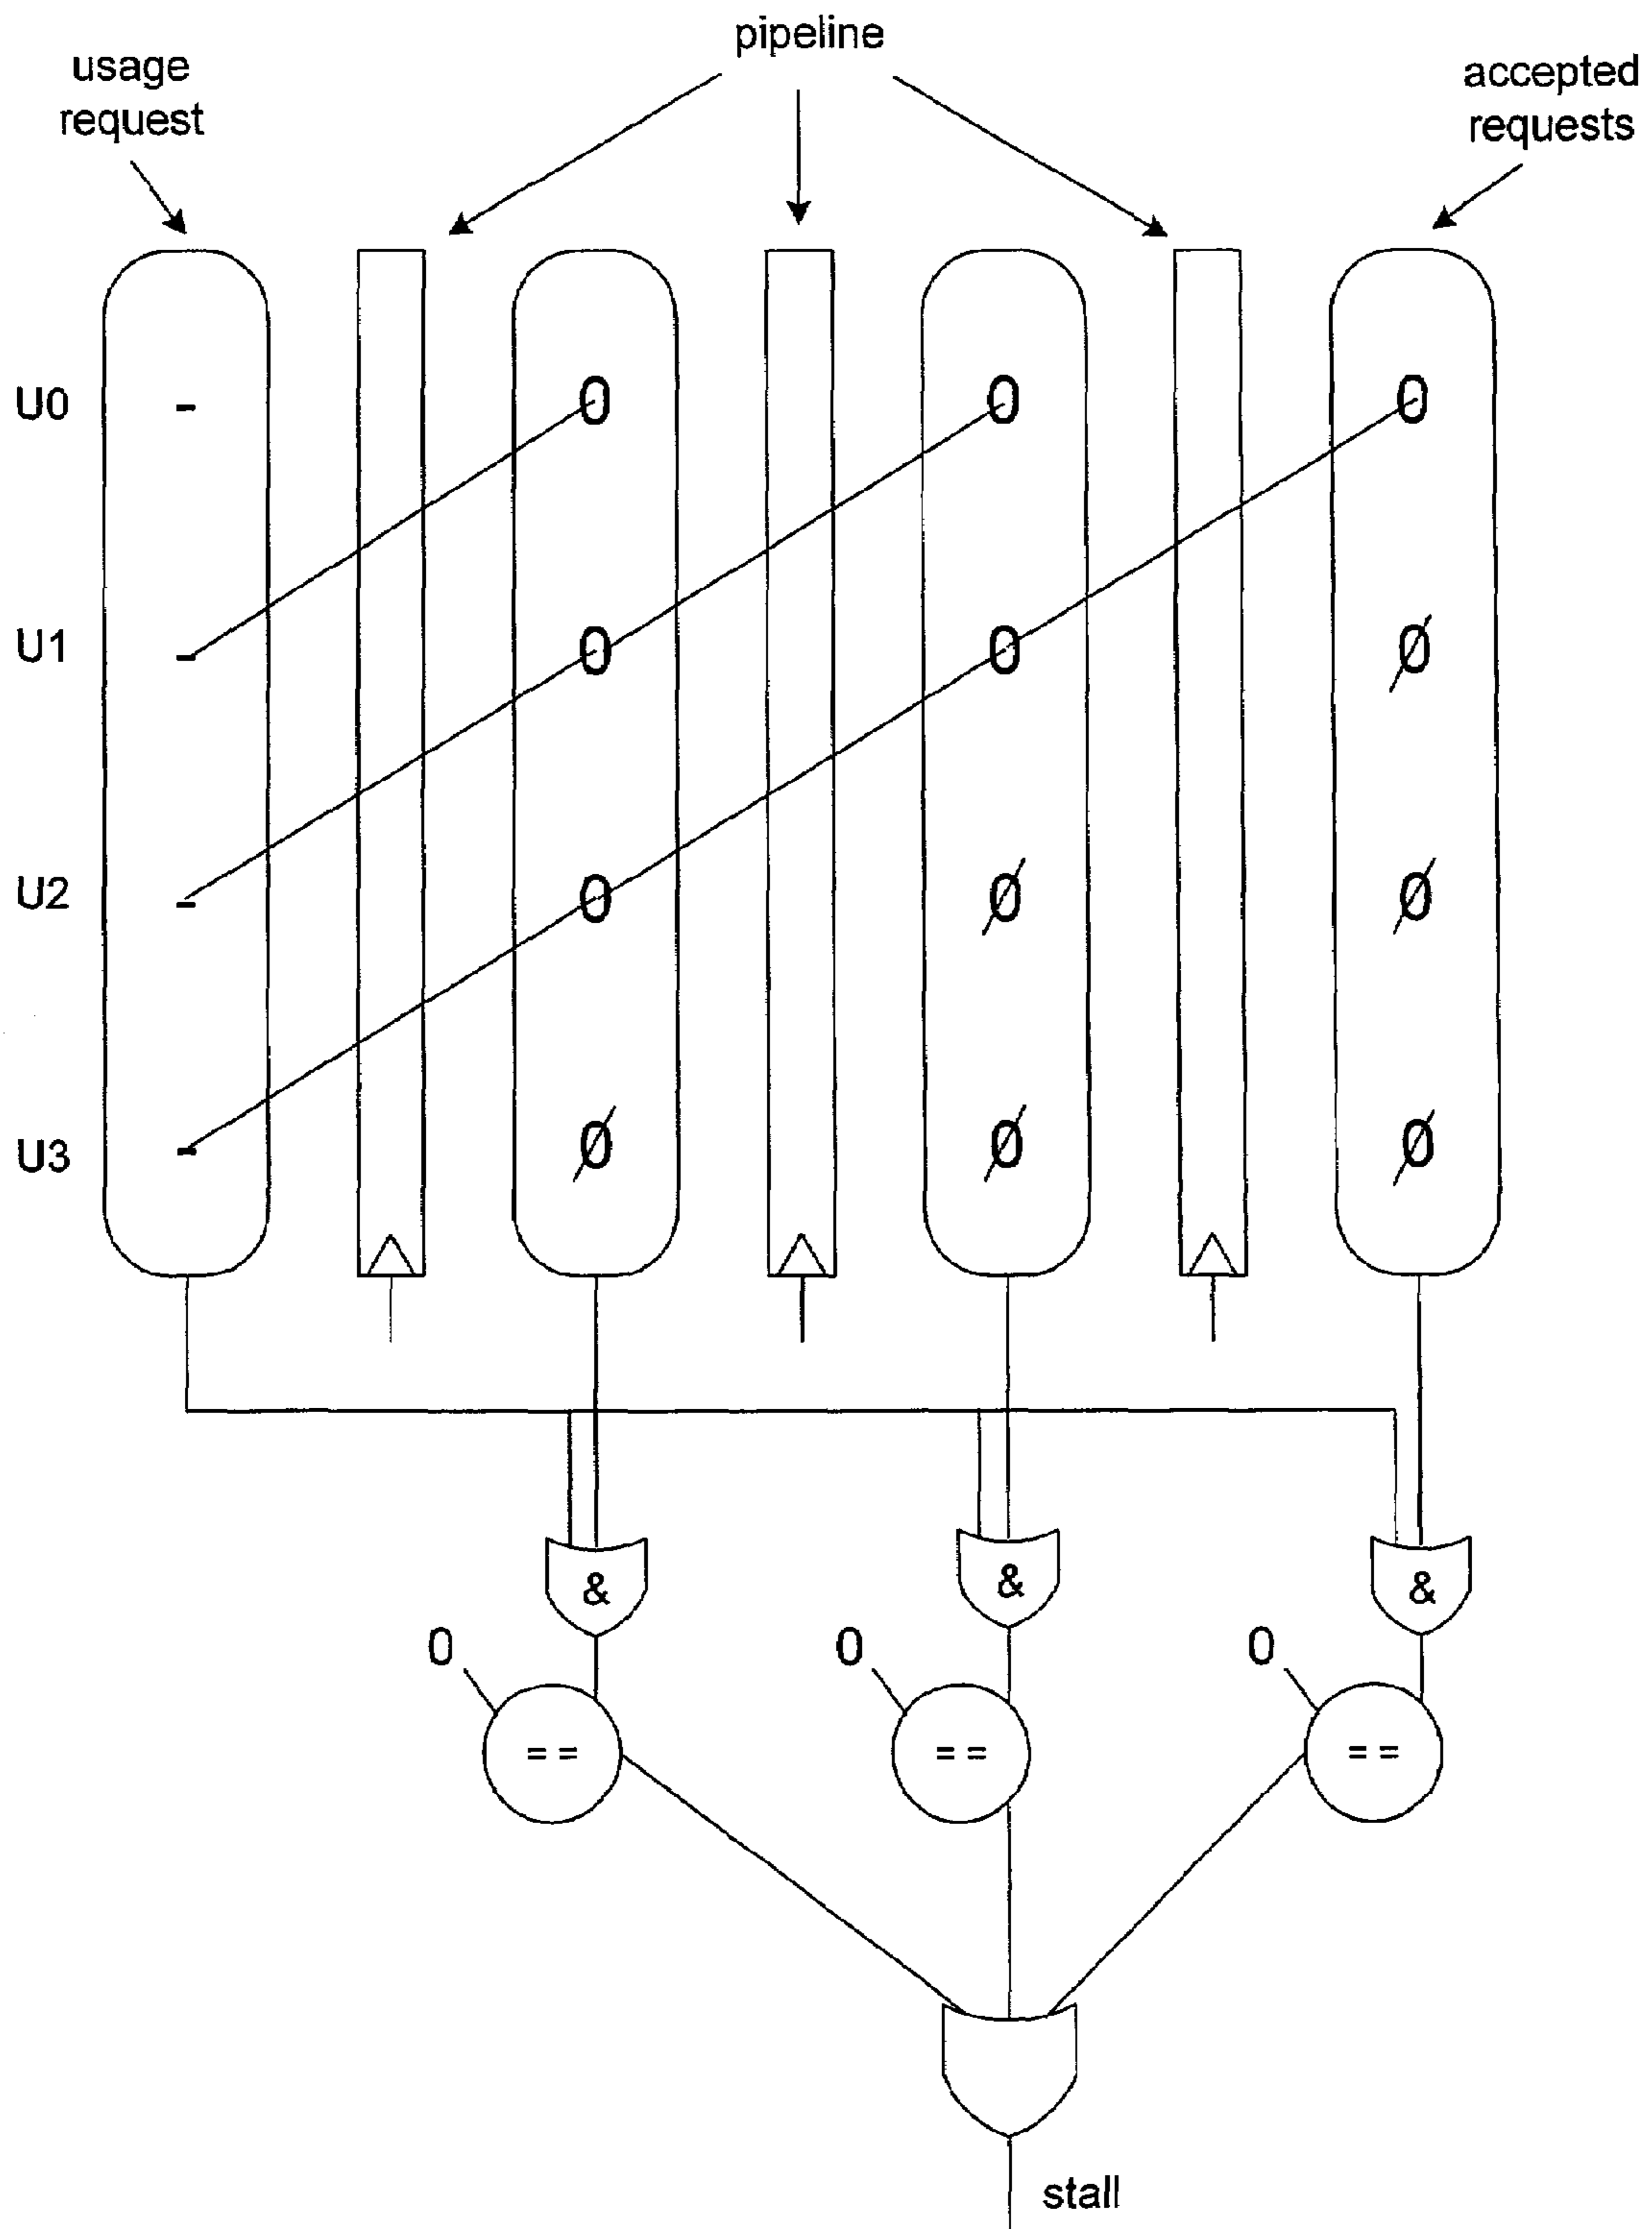 pipeline
usage
request
accepted
requests
U0 - 0 0 0
U1 - 0 0 Ø
U2 - 0 Ø Ø
U3 - Ø Ø Ø
& & &
0 0 0
== == ==
stall